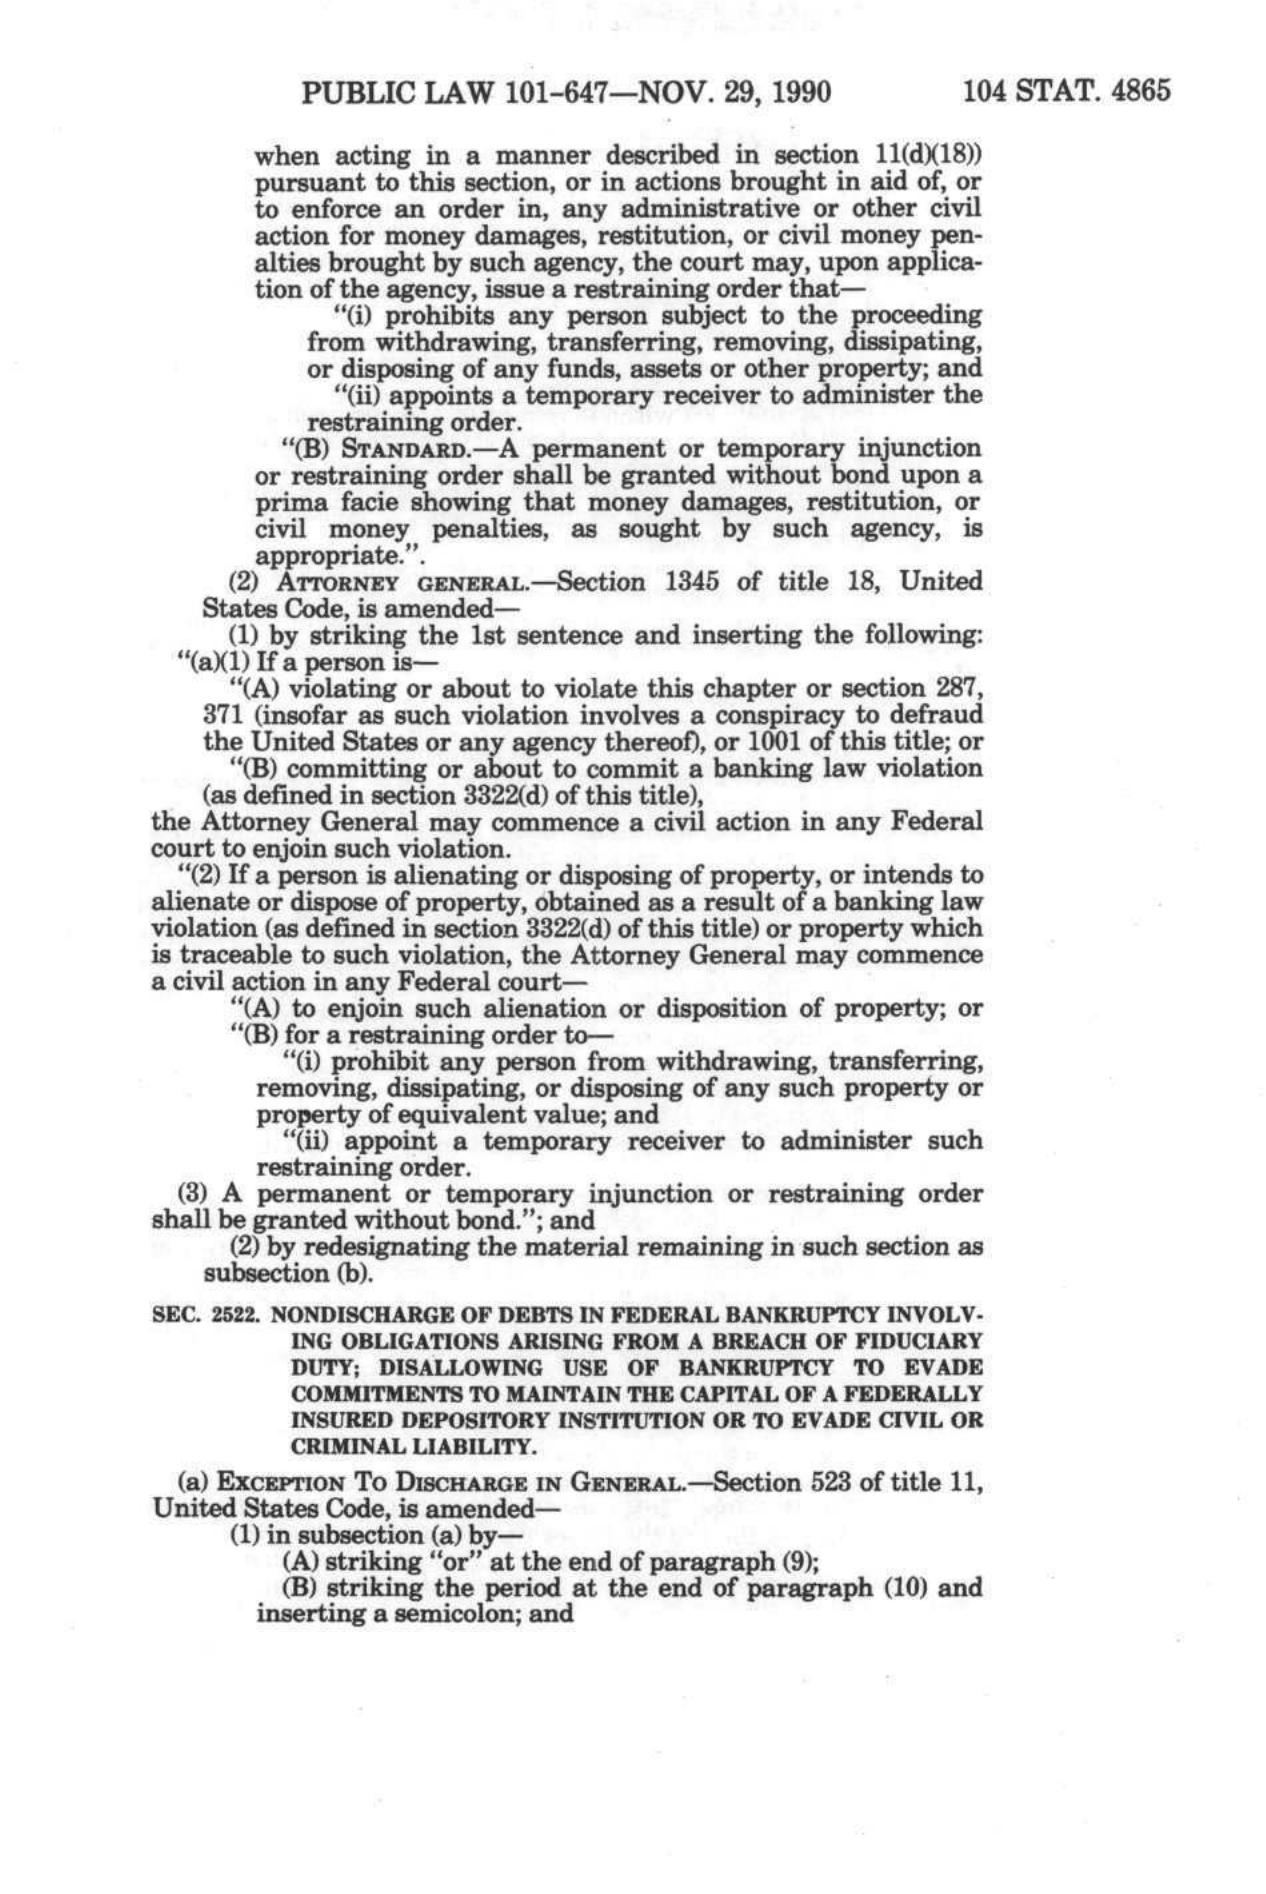 PUBLIC LAW 101–647—NOV. 29, 1990 104 STAT. 4865
when acting in a manner described in section 11(d)(18))
pursuant to this section, or in actions brought in aid of, or
to enforce an order in, any administrative or other civil
action for money damages, restitution, or civil money pen-
alties brought by such agency, the court may, upon applica-
tion of the agency, issue a restraining order that—
"(i) prohibits any person subject to the proceeding
from withdrawing, transferring, removing, dissipating,
or disposing of any funds, assets or other property; and
"(ii) appoints a temporary receiver to administer the
restraining order.
"(B) STANDARD.—A permanent or temporary injunction
or restraining order shall be granted without bond upon a
prima facie showing that money damages, restitution, or
civil money penalties, as sought by such agency, is
appropriate.".
(2) ATTORNEY GENERAL.—Section 1345 of title 18, United
States Code, is amended—
(1) by striking the 1st sentence and inserting the following:
"(a)(1) If a person is—
"(A) violating or about to violate this chapter or section 287,
371 (insofar as such violation involves a conspiracy to defraud
the United States or any agency thereof), or 1001 of this title; or
"(B) committing or about to commit a banking law violation
(as defined in section 3322(d) of this title),
the Attorney General may commence a civil action in any Federal
court to enjoin such violation.
"(2) If a person is alienating or disposing of property, or intends to
alienate or dispose of property, obtained as a result of a banking law
violation (as defined in section 3322(d) of this title) or property which
is traceable to such violation, the Attorney General may commence
a civil action in any Federal court—
"(A) to enjoin such alienation or disposition of property; or
"(B) for a restraining order to—
"(i) prohibit any person from withdrawing, transferring,
removing, dissipating, or disposing of any such property or
property of equivalent value; and
"(ii) appoint a temporary receiver to administer such
restraining order.
(3) A permanent or temporary injunction or restraining order
shall be granted without bond."; and
(2) by redesignating the material remaining in such section as
subsection (b).
SEC. 2522. NONDISCHARGE OF DEBTS IN FEDERAL BANKRUPTCY INVOLV-
ING OBLIGATIONS ARISING FROM A BREACH OF FIDUCIARY
DUTY; DISALLOWING USE OF BANKRUPTCY TO EVADE
COMMITMENTS TO MAINTAIN THE CAPITAL OF A FEDERALLY
INSURED DEPOSITORY INSTITUTION OR TO EVADE CIVIL OR
CRIMINAL LIABILITY.
(a) EXCEPTION TO DISCHARGE IN GENERAL.—Section 523 of title 11,
United States Code, is amended—
(1) in subsection (a) by—
(A) striking "or" at the end of paragraph (9);
(B) striking the period at the end of paragraph (10) and
inserting a semicolon; and